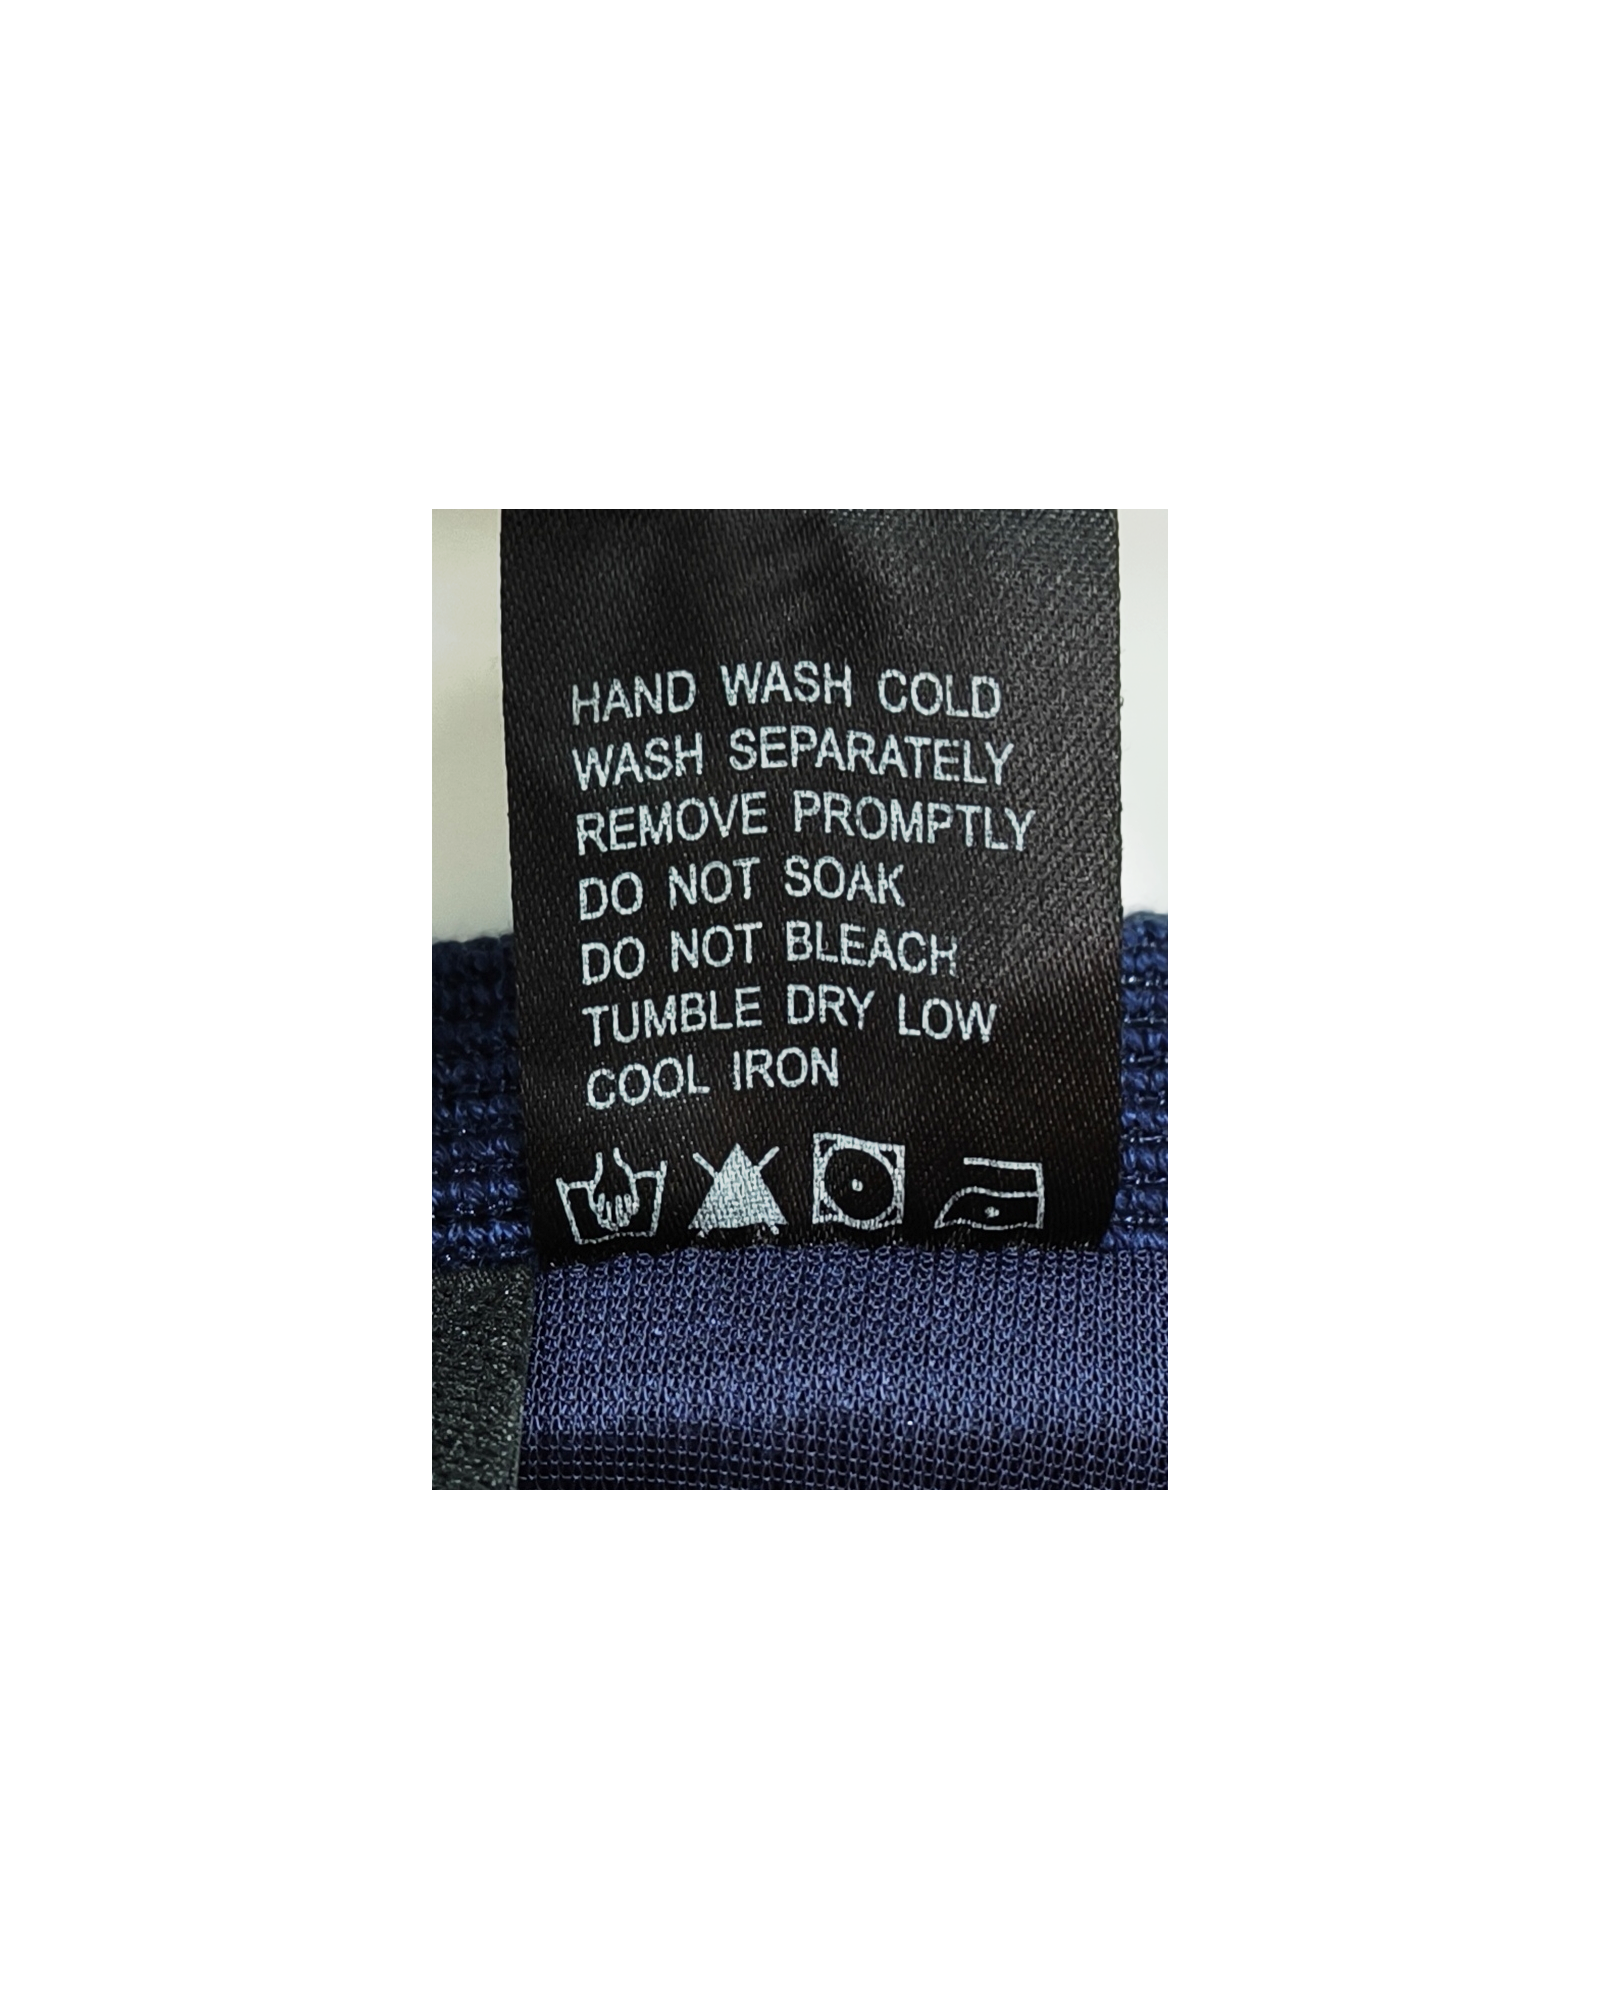 HAND WASH COLD
WASH SEPARATELY
REMOVE PROMPTLY
DO NOT SOAK
DO NOT BLEACH
TUMBLE DRY LOW
COOL IRON